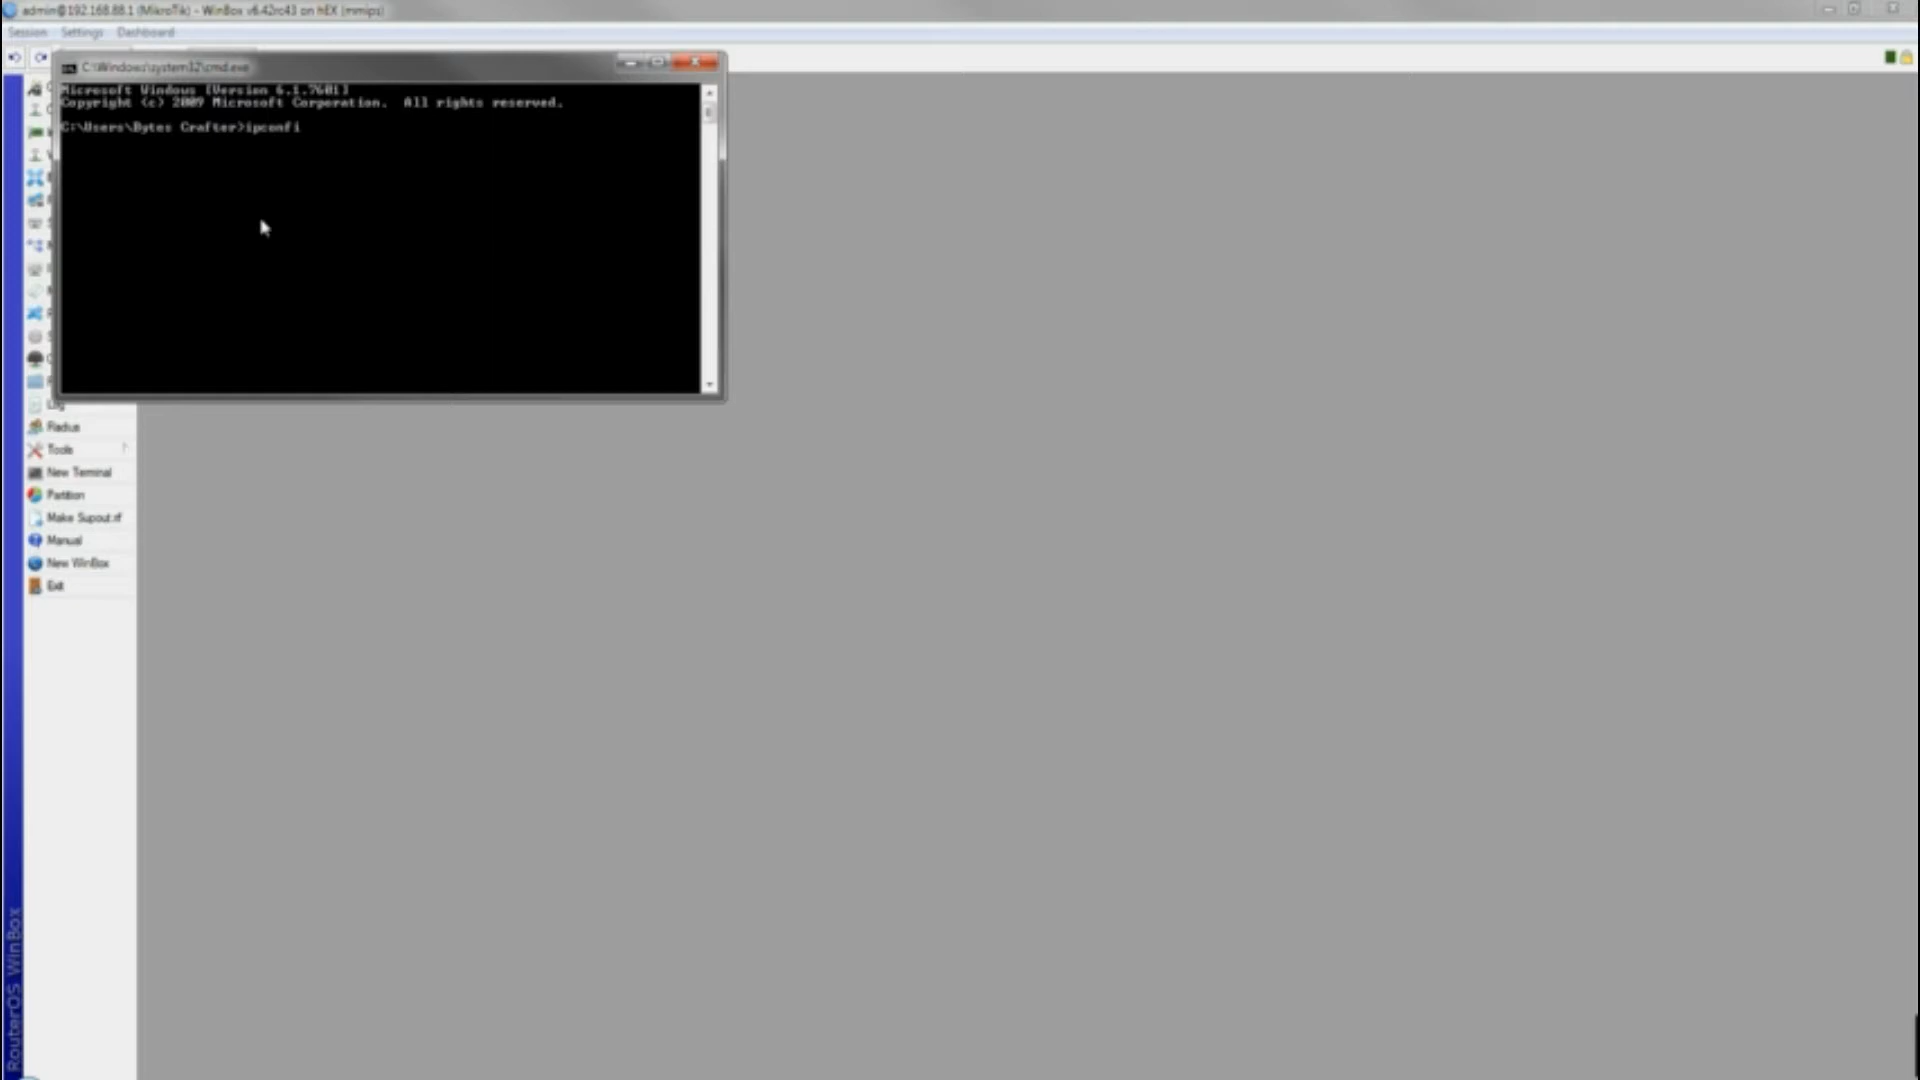 admin@192.168.88.1 (MikroTik) - WinBox v6.42rc43 on hEX (mmips)
Session Settings Dashboard
C:\Windows\system32\cmd.exe
Microsoft Windows [Version 6.1.7601]
Copyright (c) 2009 Microsoft Corporation. All rights reserved.
C:\Users\Bytes Crafter>ipconfi
Log
Radius
Tools
New Terminal
Partition
Make Supout.rif
Manual
New WinBox
Exit
RouterOS WinBox